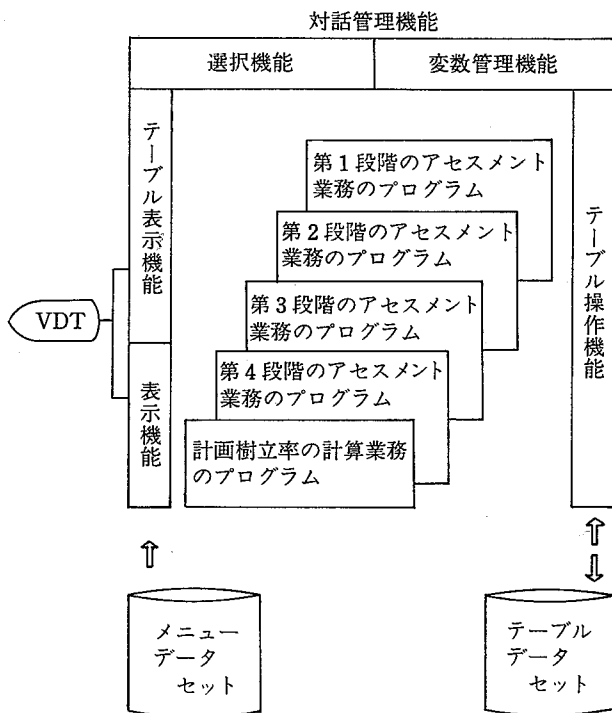 対話管理機能
選択機能
変数管理機能
テーブル表示機能
第1段階のアセスメント
業務のプログラム
第2段階のアセスメント
業務のプログラム
第3段階のアセスメント
業務のプログラム
第4段階のアセスメント
業務のプログラム
計画樹立率の計算業務
のプログラム
テーブル操作機能
VDT
表示機能
メニュー
データ
セット
テーブル
データ
セット